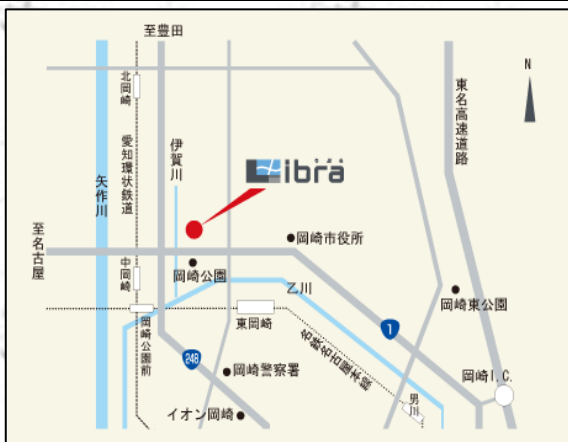 至豊田
N
北岡崎
愛知環状鉄道
伊賀川
東名高速道路
矢作川
Libra
りぶら
至名古屋
岡崎市役所
中岡崎
岡崎公園
乙川
岡崎東公園
岡崎公園前
東岡崎
1
名鉄名古屋本線
248
岡崎警察署
岡崎I.C.
男川
イオン岡崎